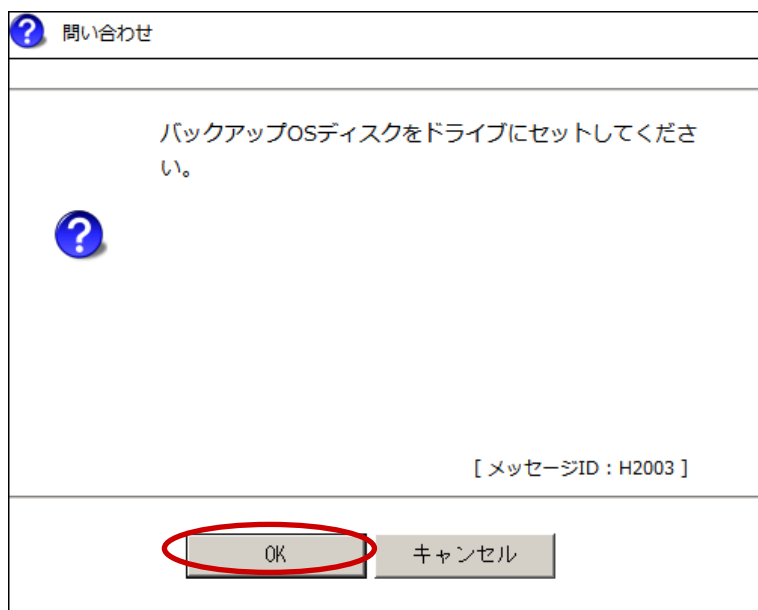 問い合わせ
バックアップOSディスクをドライブにセットしてくださ
い。
[ メッセージID : H2003 ]
OK
キャンセル